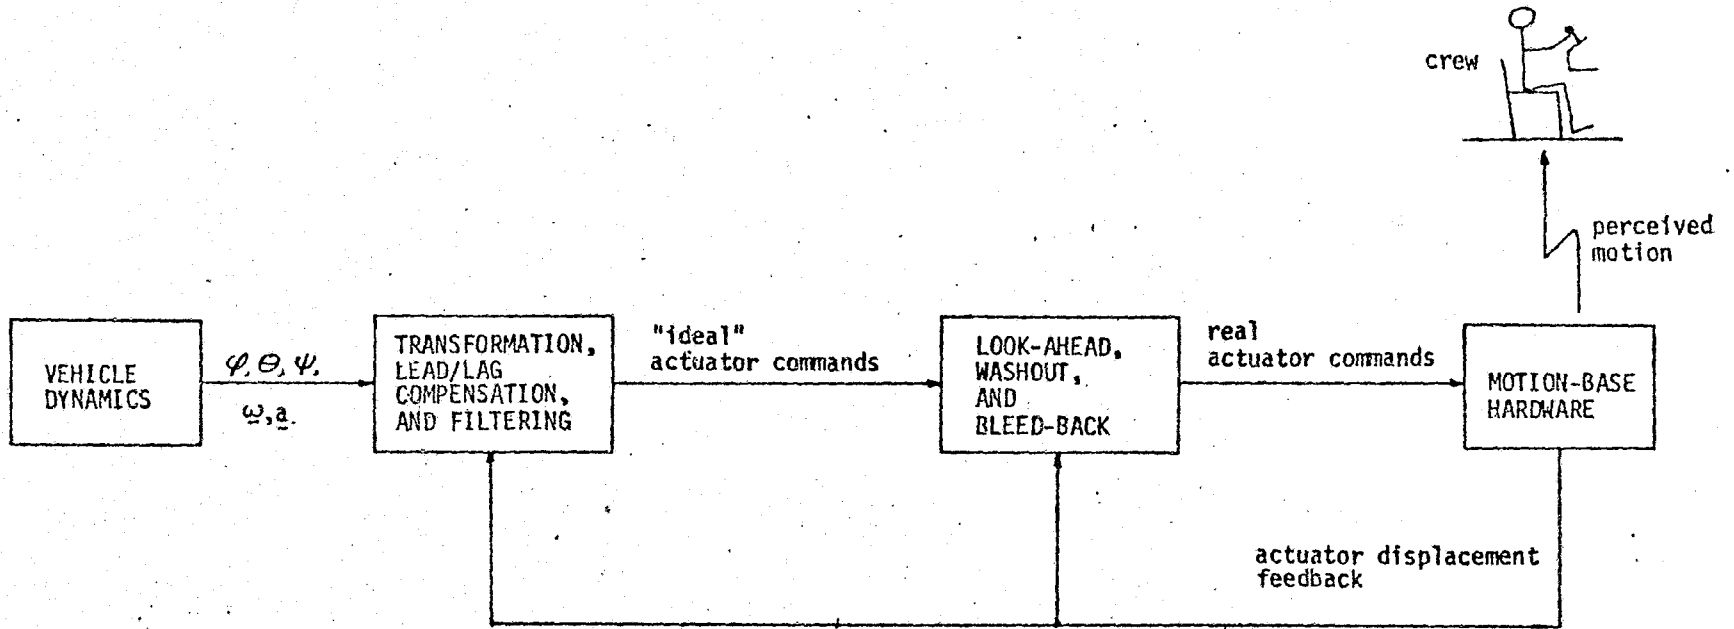 crew
perceived
motion
VEHICLE
DYNAMICS
φ, Θ, Ψ,
ω, a.
TRANSFORMATION,
LEAD/LAG
COMPENSATION,
AND FILTERING
"ideal"
actuator commands
LOOK-AHEAD,
WASHOUT,
AND
BLEED-BACK
real
actuator commands
MOTION-BASE
HARDWARE
actuator displacement
feedback